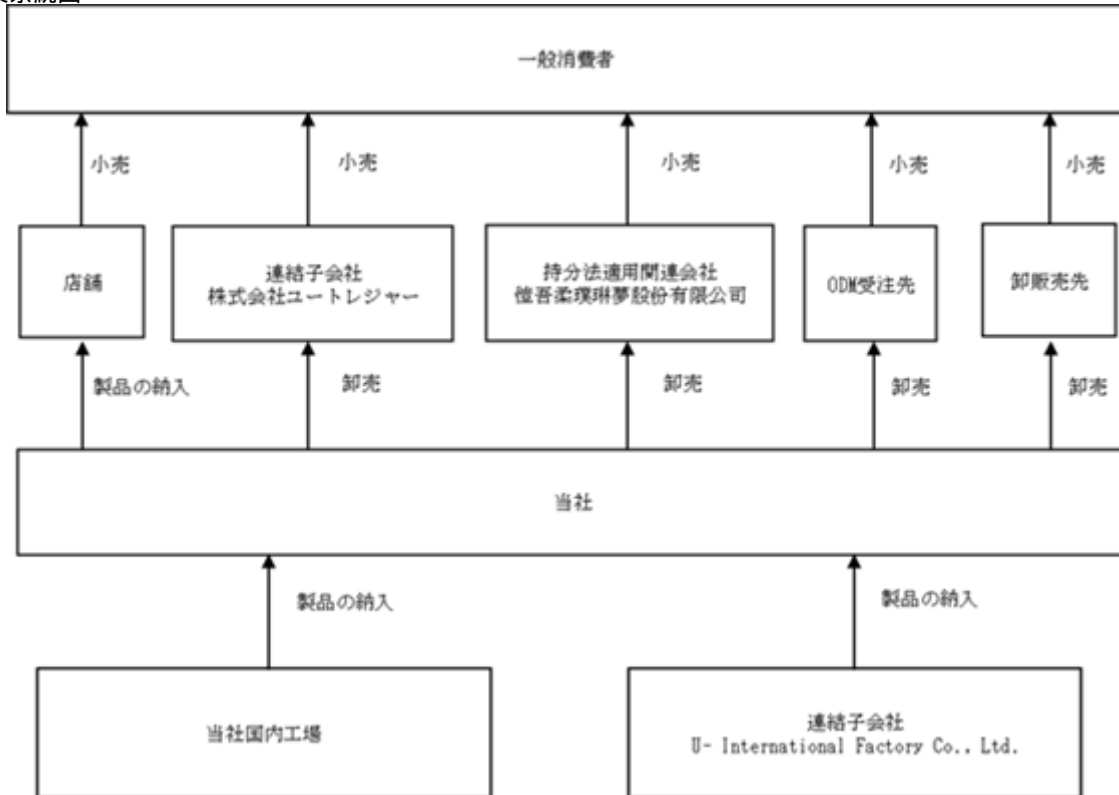 一般消費者
小売
小売
小売
小売
小売
店舗
連結子会社
株式会社ユートレジャー
持分法適用関連会社
愷吾柔璞琳夢股份有限公司
ODM受注先
卸販売先
製品の納入
卸売
卸売
卸売
卸売
当社
製品の納入
製品の納入
当社国内工場
連結子会社
U- International Factory Co., Ltd.